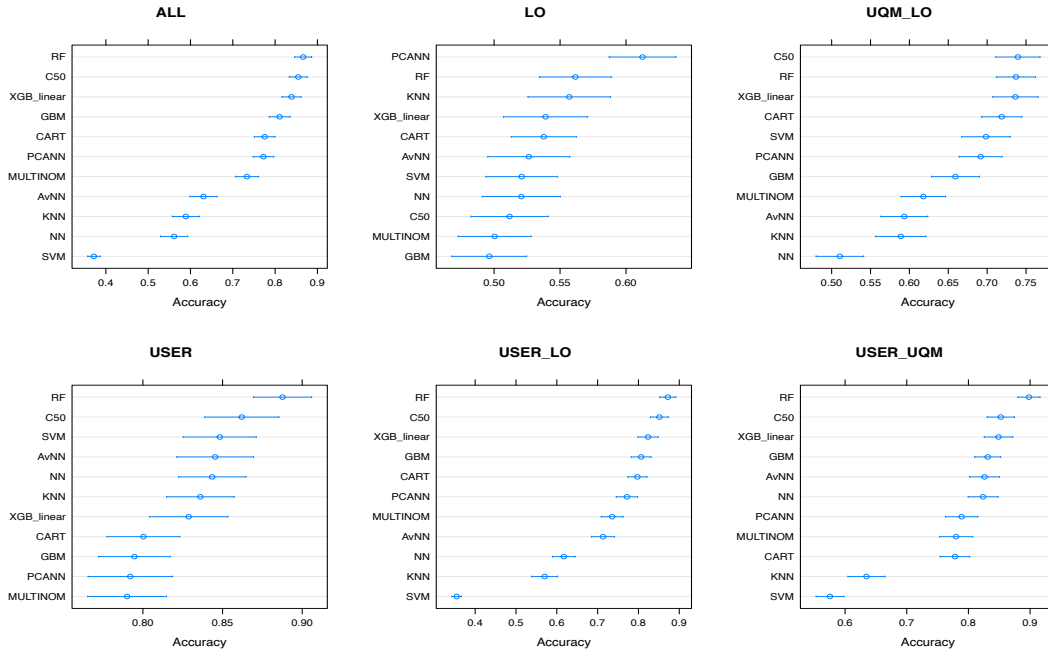 ALL
RF
C50
XGB_linear
GBM
CART
PCANN
MULTINOM
AvNN
KNN
NN
SVM
0.4 0.5 0.6 0.7 0.8 0.9
Accuracy
LO
PCANN
RF
KNN
XGB_linear
CART
AvNN
SVM
NN
C50
MULTINOM
GBM
0.50 0.55 0.60
Accuracy
UQM_LO
C50
RF
XGB_linear
CART
SVM
PCANN
GBM
MULTINOM
AvNN
KNN
NN
0.50 0.55 0.60 0.65 0.70 0.75
Accuracy
USER
RF
C50
SVM
AvNN
NN
KNN
XGB_linear
CART
GBM
PCANN
MULTINOM
0.80 0.85 0.90
Accuracy
USER_LO
RF
C50
XGB_linear
GBM
CART
PCANN
MULTINOM
AvNN
NN
KNN
SVM
0.4 0.5 0.6 0.7 0.8 0.9
Accuracy
USER_UQM
RF
C50
XGB_linear
GBM
AvNN
NN
PCANN
MULTINOM
CART
KNN
SVM
0.6 0.7 0.8 0.9
Accuracy